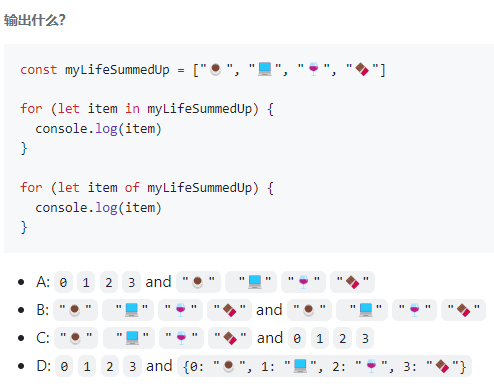 输出什么?
const myLifeSummedUp = ["☕", "💻", "🍷", "🍫"]
for (let item in myLifeSummedUp) {
console.log(item)
}
for (let item of myLifeSummedUp) {
console.log(item)
}
• A: 0 1 2 3 and "☕" "💻" "🍷" "🍫"
• B: "☕" "💻" "🍷" "🍫" and "☕" "💻" "🍷" "🍫"
• C: "☕" "💻" "🍷" "🍫" and 0 1 2 3
• D: 0 1 2 3 and {0: "☕", 1: "💻", 2: "🍷", 3: "🍫"}